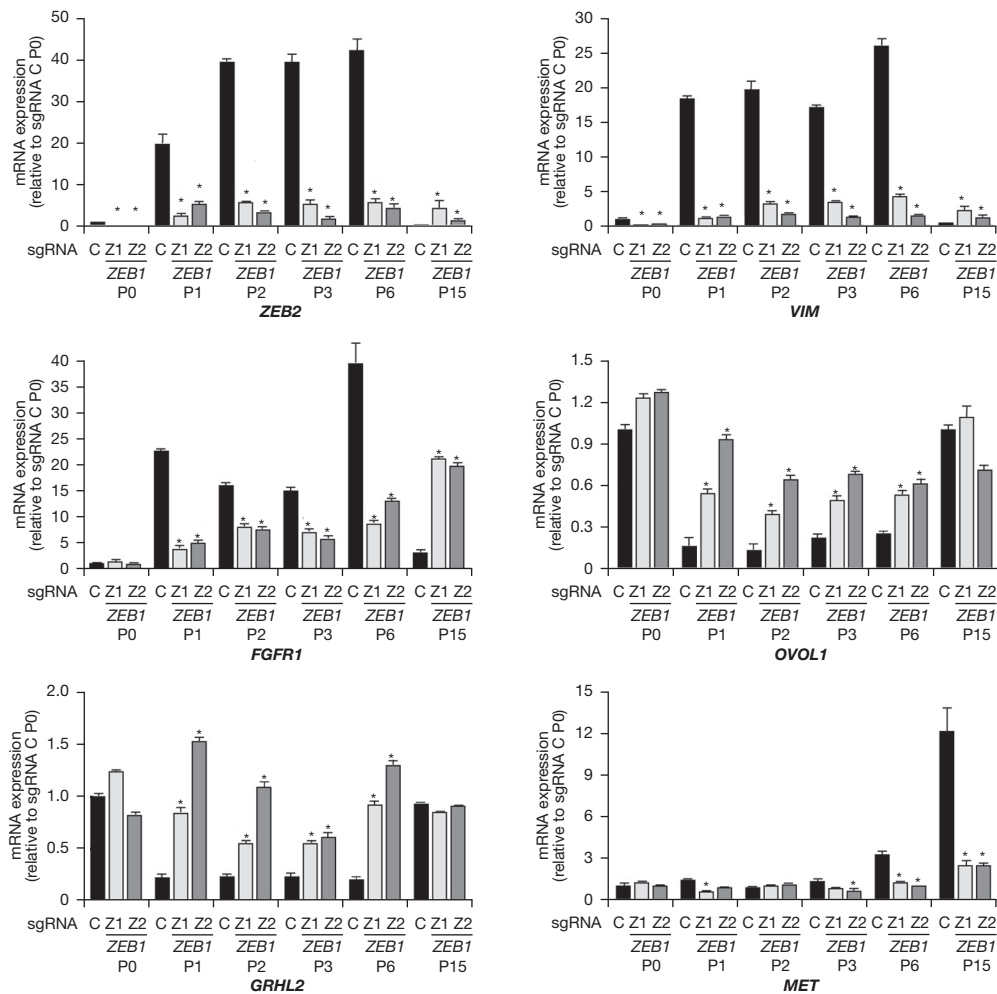 mRNA expression
(relative to sgRNA C P0)
50
40
30
20
10
0
* * * * * * * * * * * *
sgRNA C Z1 Z2 C Z1 Z2 C Z1 Z2 C Z1 Z2 C Z1 Z2 C Z1 Z2
ZEB1 ZEB1 ZEB1 ZEB1 ZEB1 ZEB1
P0 P1 P2 P3 P6 P15
ZEB2
mRNA expression
(relative to sgRNA C P0)
30
25
20
15
10
5
0
* * * * * * * * * * * *
sgRNA C Z1 Z2 C Z1 Z2 C Z1 Z2 C Z1 Z2 C Z1 Z2 C Z1 Z2
ZEB1 ZEB1 ZEB1 ZEB1 ZEB1 ZEB1
P0 P1 P2 P3 P6 P15
VIM
mRNA expression
(relative to sgRNA C P0)
40
35
30
25
20
15
10
5
0
* * * * * * * * * *
sgRNA C Z1 Z2 C Z1 Z2 C Z1 Z2 C Z1 Z2 C Z1 Z2 C Z1 Z2
ZEB1 ZEB1 ZEB1 ZEB1 ZEB1 ZEB1
P0 P1 P2 P3 P6 P15
FGFR1
mRNA expression
(relative to sgRNA C P0)
1.5
1.2
0.9
0.6
0.3
0
* * * * * * * *
sgRNA C Z1 Z2 C Z1 Z2 C Z1 Z2 C Z1 Z2 C Z1 Z2 C Z1 Z2
ZEB1 ZEB1 ZEB1 ZEB1 ZEB1 ZEB1
P0 P1 P2 P3 P6 P15
OVOL1
mRNA expression
(relative to sgRNA C P0)
2.0
1.5
1.0
0.5
0
* * * * * * * *
sgRNA C Z1 Z2 C Z1 Z2 C Z1 Z2 C Z1 Z2 C Z1 Z2 C Z1 Z2
ZEB1 ZEB1 ZEB1 ZEB1 ZEB1 ZEB1
P0 P1 P2 P3 P6 P15
GRHL2
mRNA expression
(relative to sgRNA C P0)
15
12
9
6
3
0
* * * * * *
sgRNA C Z1 Z2 C Z1 Z2 C Z1 Z2 C Z1 Z2 C Z1 Z2 C Z1 Z2
ZEB1 ZEB1 ZEB1 ZEB1 ZEB1 ZEB1
P0 P1 P2 P3 P6 P15
MET